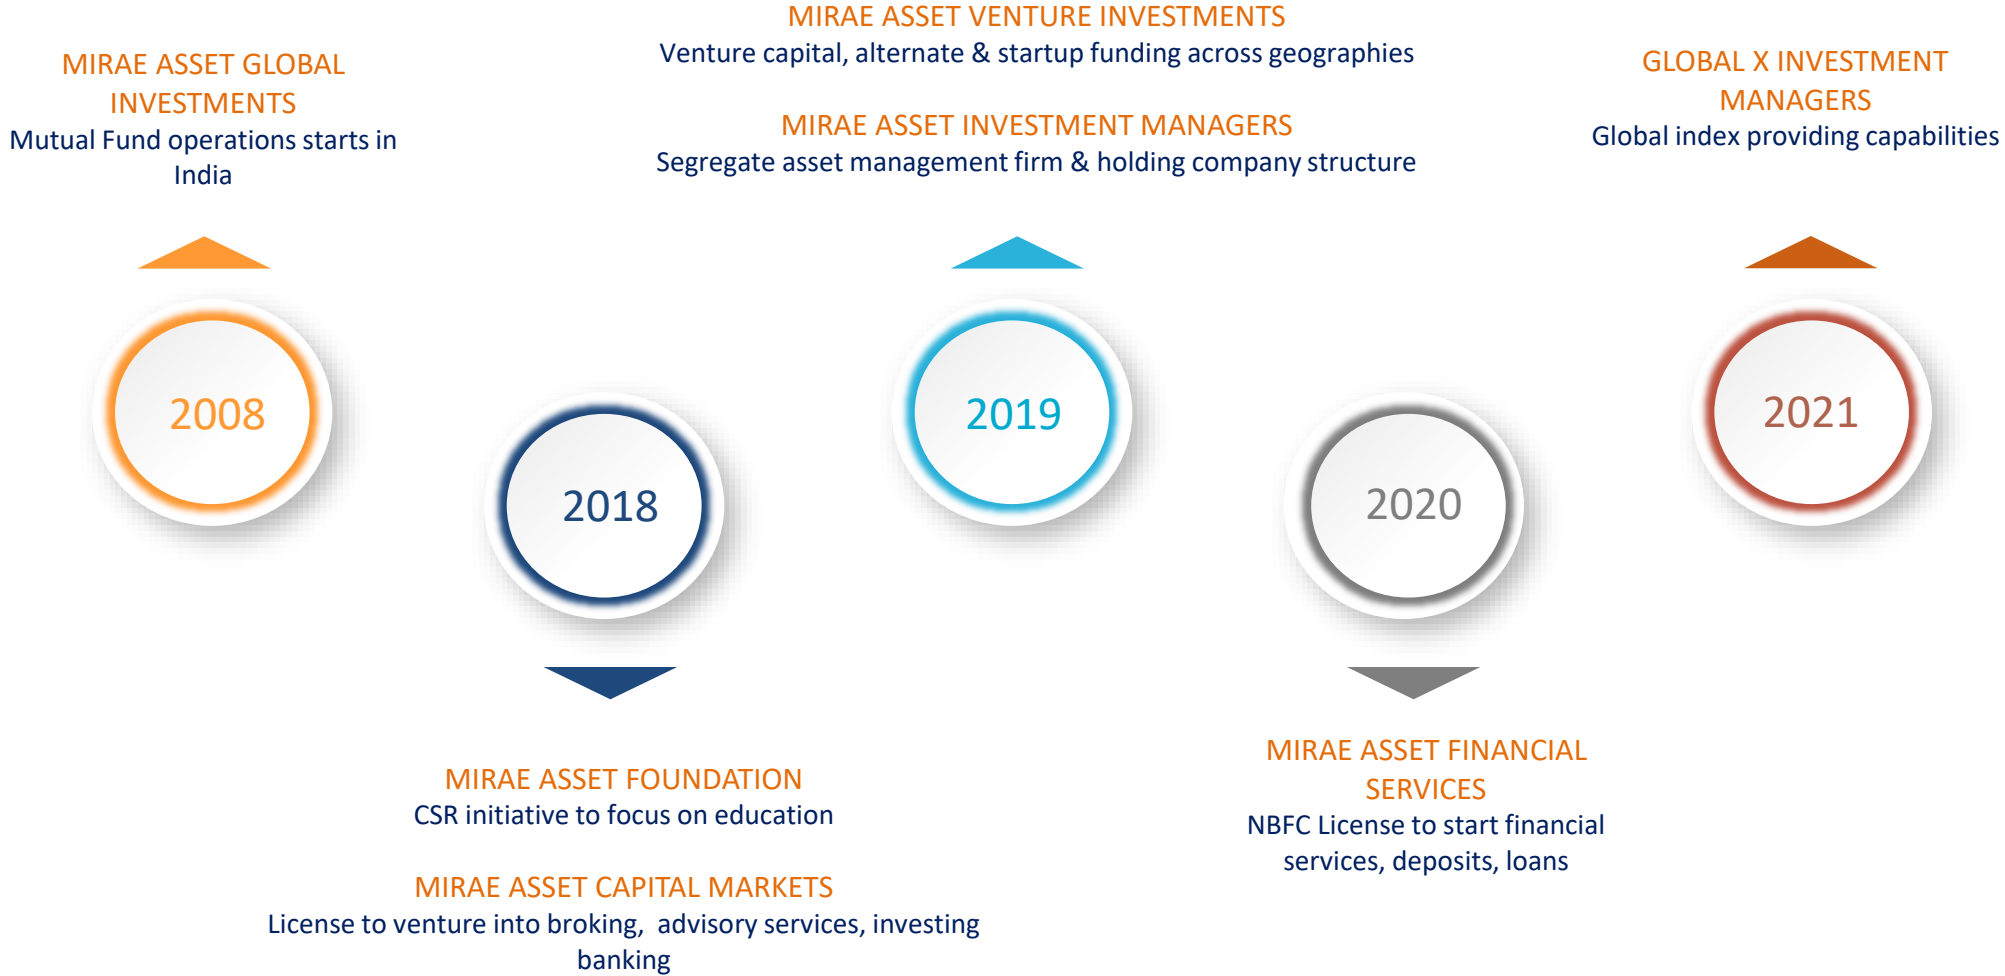 MIRAE ASSET GLOBAL
INVESTMENTS
Mutual Fund operations starts in
India
2008
MIRAE ASSET VENTURE INVESTMENTS
Venture capital, alternate & startup funding across geographies
MIRAE ASSET INVESTMENT MANAGERS
Segregate asset management firm & holding company structure
2019
GLOBAL X INVESTMENT
MANAGERS
Global index providing capabilities
2021
2018
MIRAE ASSET FOUNDATION
CSR initiative to focus on education
MIRAE ASSET CAPITAL MARKETS
License to venture into broking,  advisory services, investing
banking
2020
MIRAE ASSET FINANCIAL
SERVICES
NBFC License to start financial
services, deposits, loans